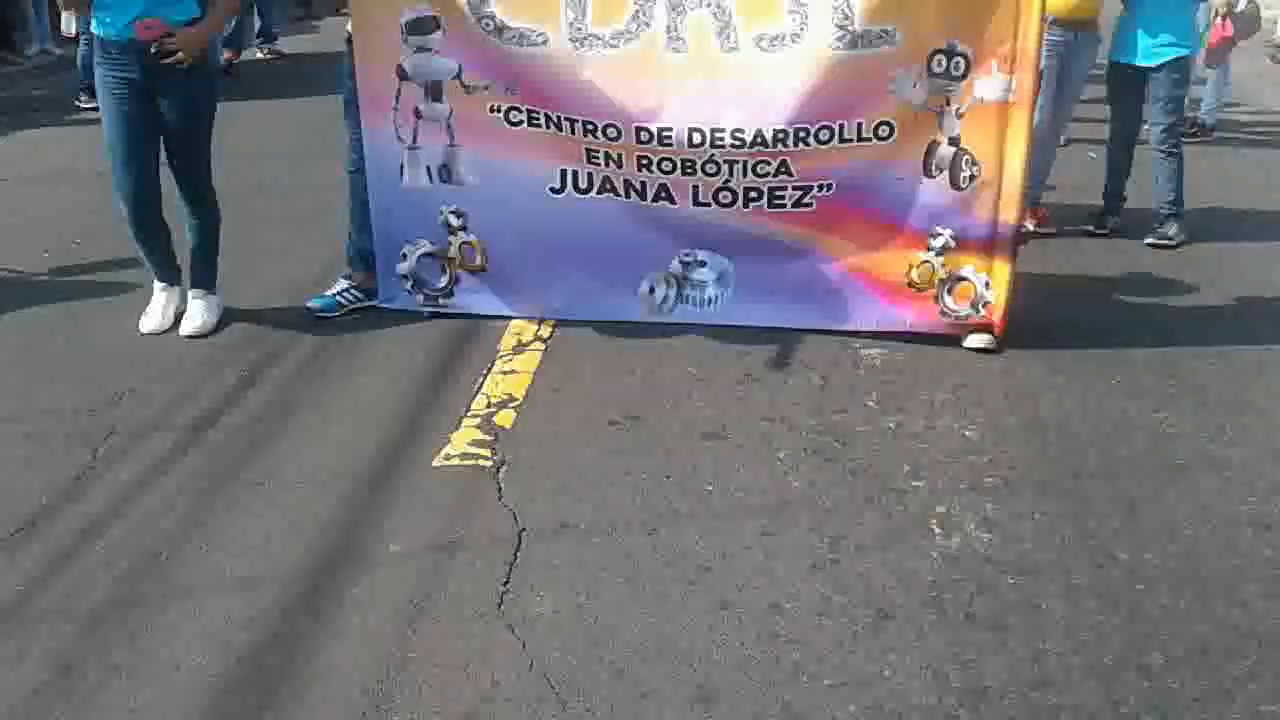 “CENTRO DE DESARROLLO
EN ROBÓTICA
JUANA LÓPEZ”